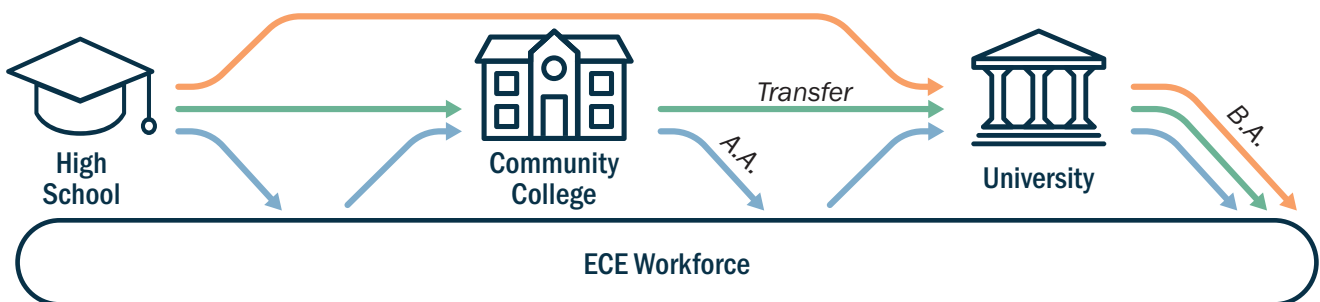 High
School
Community
College
Transfer
A.A.
University
B.A.
ECE Workforce